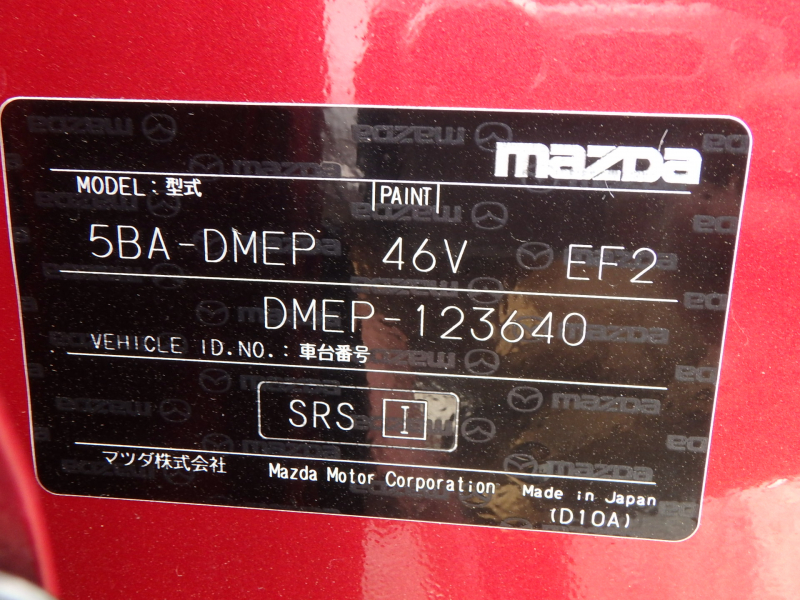 mazda
MODEL : 型式 PAINT
5BA-DMEP 46V EF2
DMEP-123640
VEHICLE ID.NO. : 車台番号
SRS I
マツダ株式会社 Mazda Motor Corporation Made in Japan
(D10A)